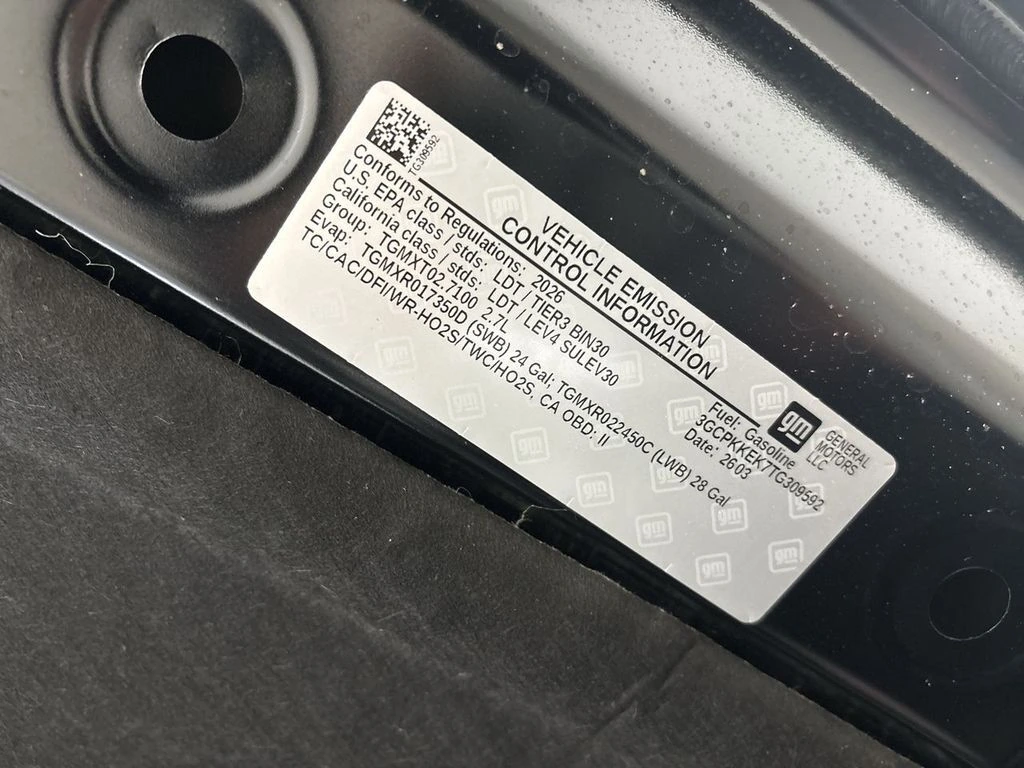 TG309592
VEHICLE EMISSION
CONTROL INFORMATION
gm
GENERAL
MOTORS
LLC
Conforms to Regulations: 2026
U.S. EPA class / stds: LDT / TIER3 BIN30
California class / stds: LDT / LEV4 SULEV30
Group: TGMXT02.7100 2.7L
Evap: TGMXR017350D (SWB) 24 Gal; TGMXR022450C (LWB) 28 Gal
TC/CAC/DFI/WR-HO2S/TWC/HO2S, CA OBD: II
Fuel: Gasoline
3GCPKKEK7TG309592
Date: 2603